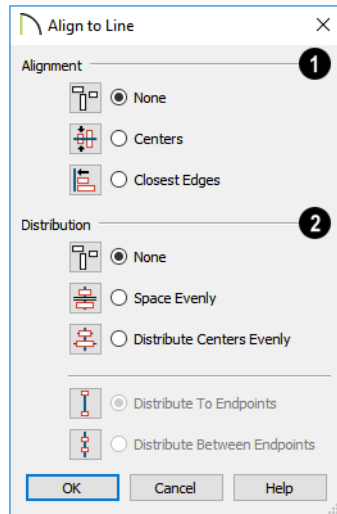 Align to Line
Alignment
1
None
Centers
Closest Edges
Distribution
2
None
Space Evenly
Distribute Centers Evenly
Distribute To Endpoints
Distribute Between Endpoints
OK Cancel Help